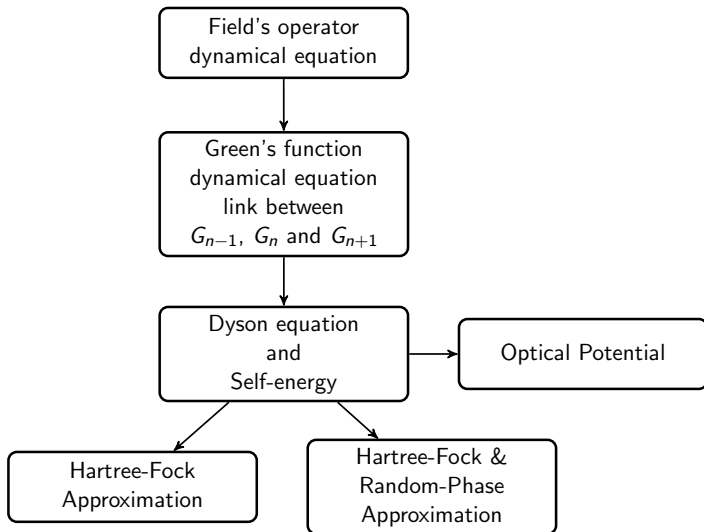 Field's operator
dynamical equation
Green's function
dynamical equation
link between
G_{n−1}, G_n and G_{n+1}
Dyson equation
and
Self-energy
Optical Potential
Hartree-Fock
Approximation
Hartree-Fock &
Random-Phase
Approximation